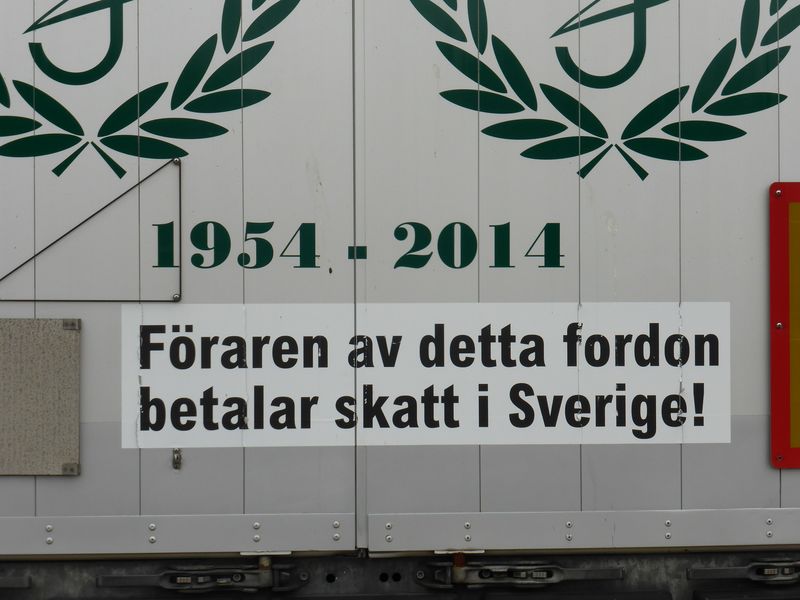 1954 - 2014
Föraren av detta fordon
betalar skatt i Sverige!